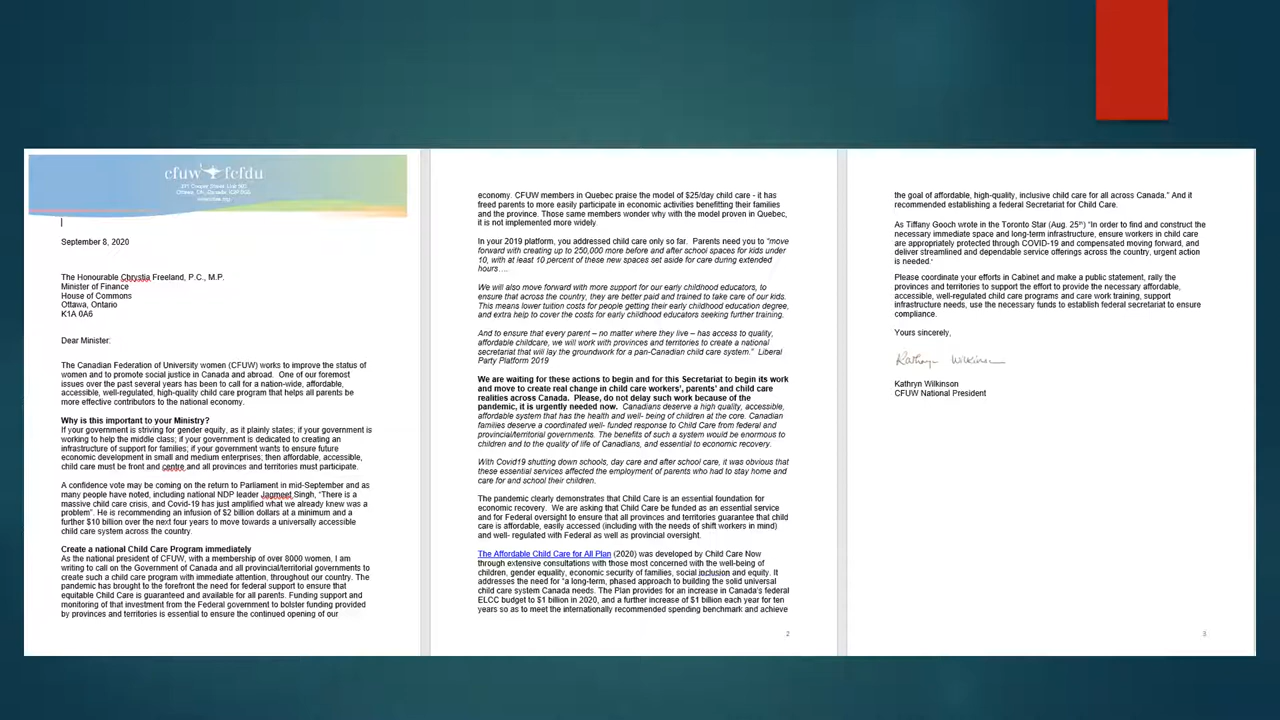 cfuw fcfdu
September 8, 2020
The Honourable Chrystia Freeland, P.C., M.P.
Minister of Finance
House of Commons
Ottawa, Ontario
K1A 0A6
Dear Minister:
The Canadian Federation of University women (CFUW) works to improve the status of
women and to promote social justice in Canada and abroad. One of our foremost
issues over the past several years has been to call for a nation-wide, affordable,
accessible, well-regulated, high-quality child care program that helps all parents be
more effective contributors to the national economy.
Why is this important to your Ministry?
If your government is striving for gender equity, as it plainly states; if your government is
working to help the middle class; if your government is dedicated to creating an
infrastructure of support for families; if your government wants to ensure future
economic development in small and medium enterprises; then affordable, accessible,
child care must be front and centre and all provinces and territories must participate.
A confidence vote may be coming on the return to Parliament in mid-September and as
many people have noted, including national NDP leader Jagmeet Singh, "There is a
massive child care crisis, and Covid-19 has just amplified what we already knew was a
problem". He is recommending an infusion of $2 billion dollars at a minimum and a
further $10 billion over the next four years to move towards a universally accessible
child care system across the country.
Create a national Child Care Program immediately
As the national president of CFUW, with a membership of over 8000 women, I am
writing to call on the Government of Canada and all provincial/territorial governments to
create such a child care program with immediate attention, throughout our country. The
pandemic has brought to the forefront the need for federal support to ensure that
equitable Child Care is guaranteed and available for all parents. Funding support and
monitoring of that investment from the Federal government to bolster funding provided
by provinces and territories is essential to ensure the continued opening of our
economy. CFUW members in Quebec praise the model of $25/day child care - it has
freed parents to more easily participate in economic activities benefitting their families
and the province. Those same members wonder why with the model proven in Quebec,
it is not implemented more widely.
In your 2019 platform, you addressed child care only so far. Parents need you to "move
forward with creating up to 250,000 more before and after school spaces for kids under
10, with at least 10 percent of these new spaces set aside for care during extended
hours....
We will also move forward with more support for our early childhood educators, to
ensure that across the country, they are better paid and trained to take care of our kids.
This means lower tuition costs for people getting their early childhood education degree,
and extra help to cover the costs for early childhood educators seeking further training.
And to ensure that every parent – no matter where they live – has access to quality,
affordable childcare, we will work with provinces and territories to create a national
secretariat that will lay the groundwork for a pan-Canadian child care system." Liberal
Party Platform 2019
We are waiting for these actions to begin and for this Secretariat to begin its work
and move to create real change in child care workers', parents' and child care
realities across Canada. Please, do not delay such work because of the
pandemic, it is urgently needed now. Canadians deserve a high quality, accessible,
affordable system that has the health and well- being of children at the core. Canadian
families deserve a coordinated well- funded response to Child Care from federal and
provincial/territorial governments. The benefits of such a system would be enormous to
children and to the quality of life of Canadians, and essential to economic recovery.
With Covid19 shutting down schools, day care and after school care, it was obvious that
these essential services affected the employment of parents who had to stay home and
care for and school their children.
The pandemic clearly demonstrates that Child Care is an essential foundation for
economic recovery. We are asking that Child Care be funded as an essential service
and for Federal oversight to ensure that all provinces and territories guarantee that child
care is affordable, easily accessed (including with the needs of shift workers in mind)
and well- regulated with Federal as well as provincial oversight.
The Affordable Child Care for All Plan (2020) was developed by Child Care Now
through extensive consultations with those most concerned with the well-being of
children, gender equality, economic security of families, social inclusion and equity. It
addresses the need for "a long-term, phased approach to building the solid universal
child care system Canada needs. The Plan provides for an increase in Canada's federal
ELCC budget to $1 billion in 2020, and a further increase of $1 billion each year for ten
years so as to meet the internationally recommended spending benchmark and achieve
2
the goal of affordable, high-quality, inclusive child care for all across Canada." And it
recommended establishing a federal Secretariat for Child Care.
As Tiffany Gooch wrote in the Toronto Star (Aug. 25th) "In order to find and construct the
necessary immediate space and long-term infrastructure, ensure workers in child care
are appropriately protected through COVID-19 and compensated moving forward, and
deliver streamlined and dependable service offerings across the country, urgent action
is needed."
Please coordinate your efforts in Cabinet and make a public statement, rally the
provinces and territories to support the effort to provide the necessary affordable,
accessible, well-regulated child care programs and care work training, support
infrastructure needs, use the necessary funds to establish federal secretariat to ensure
compliance.
Yours sincerely,
Kathryn Wilkinson
Kathryn Wilkinson
CFUW National President
3